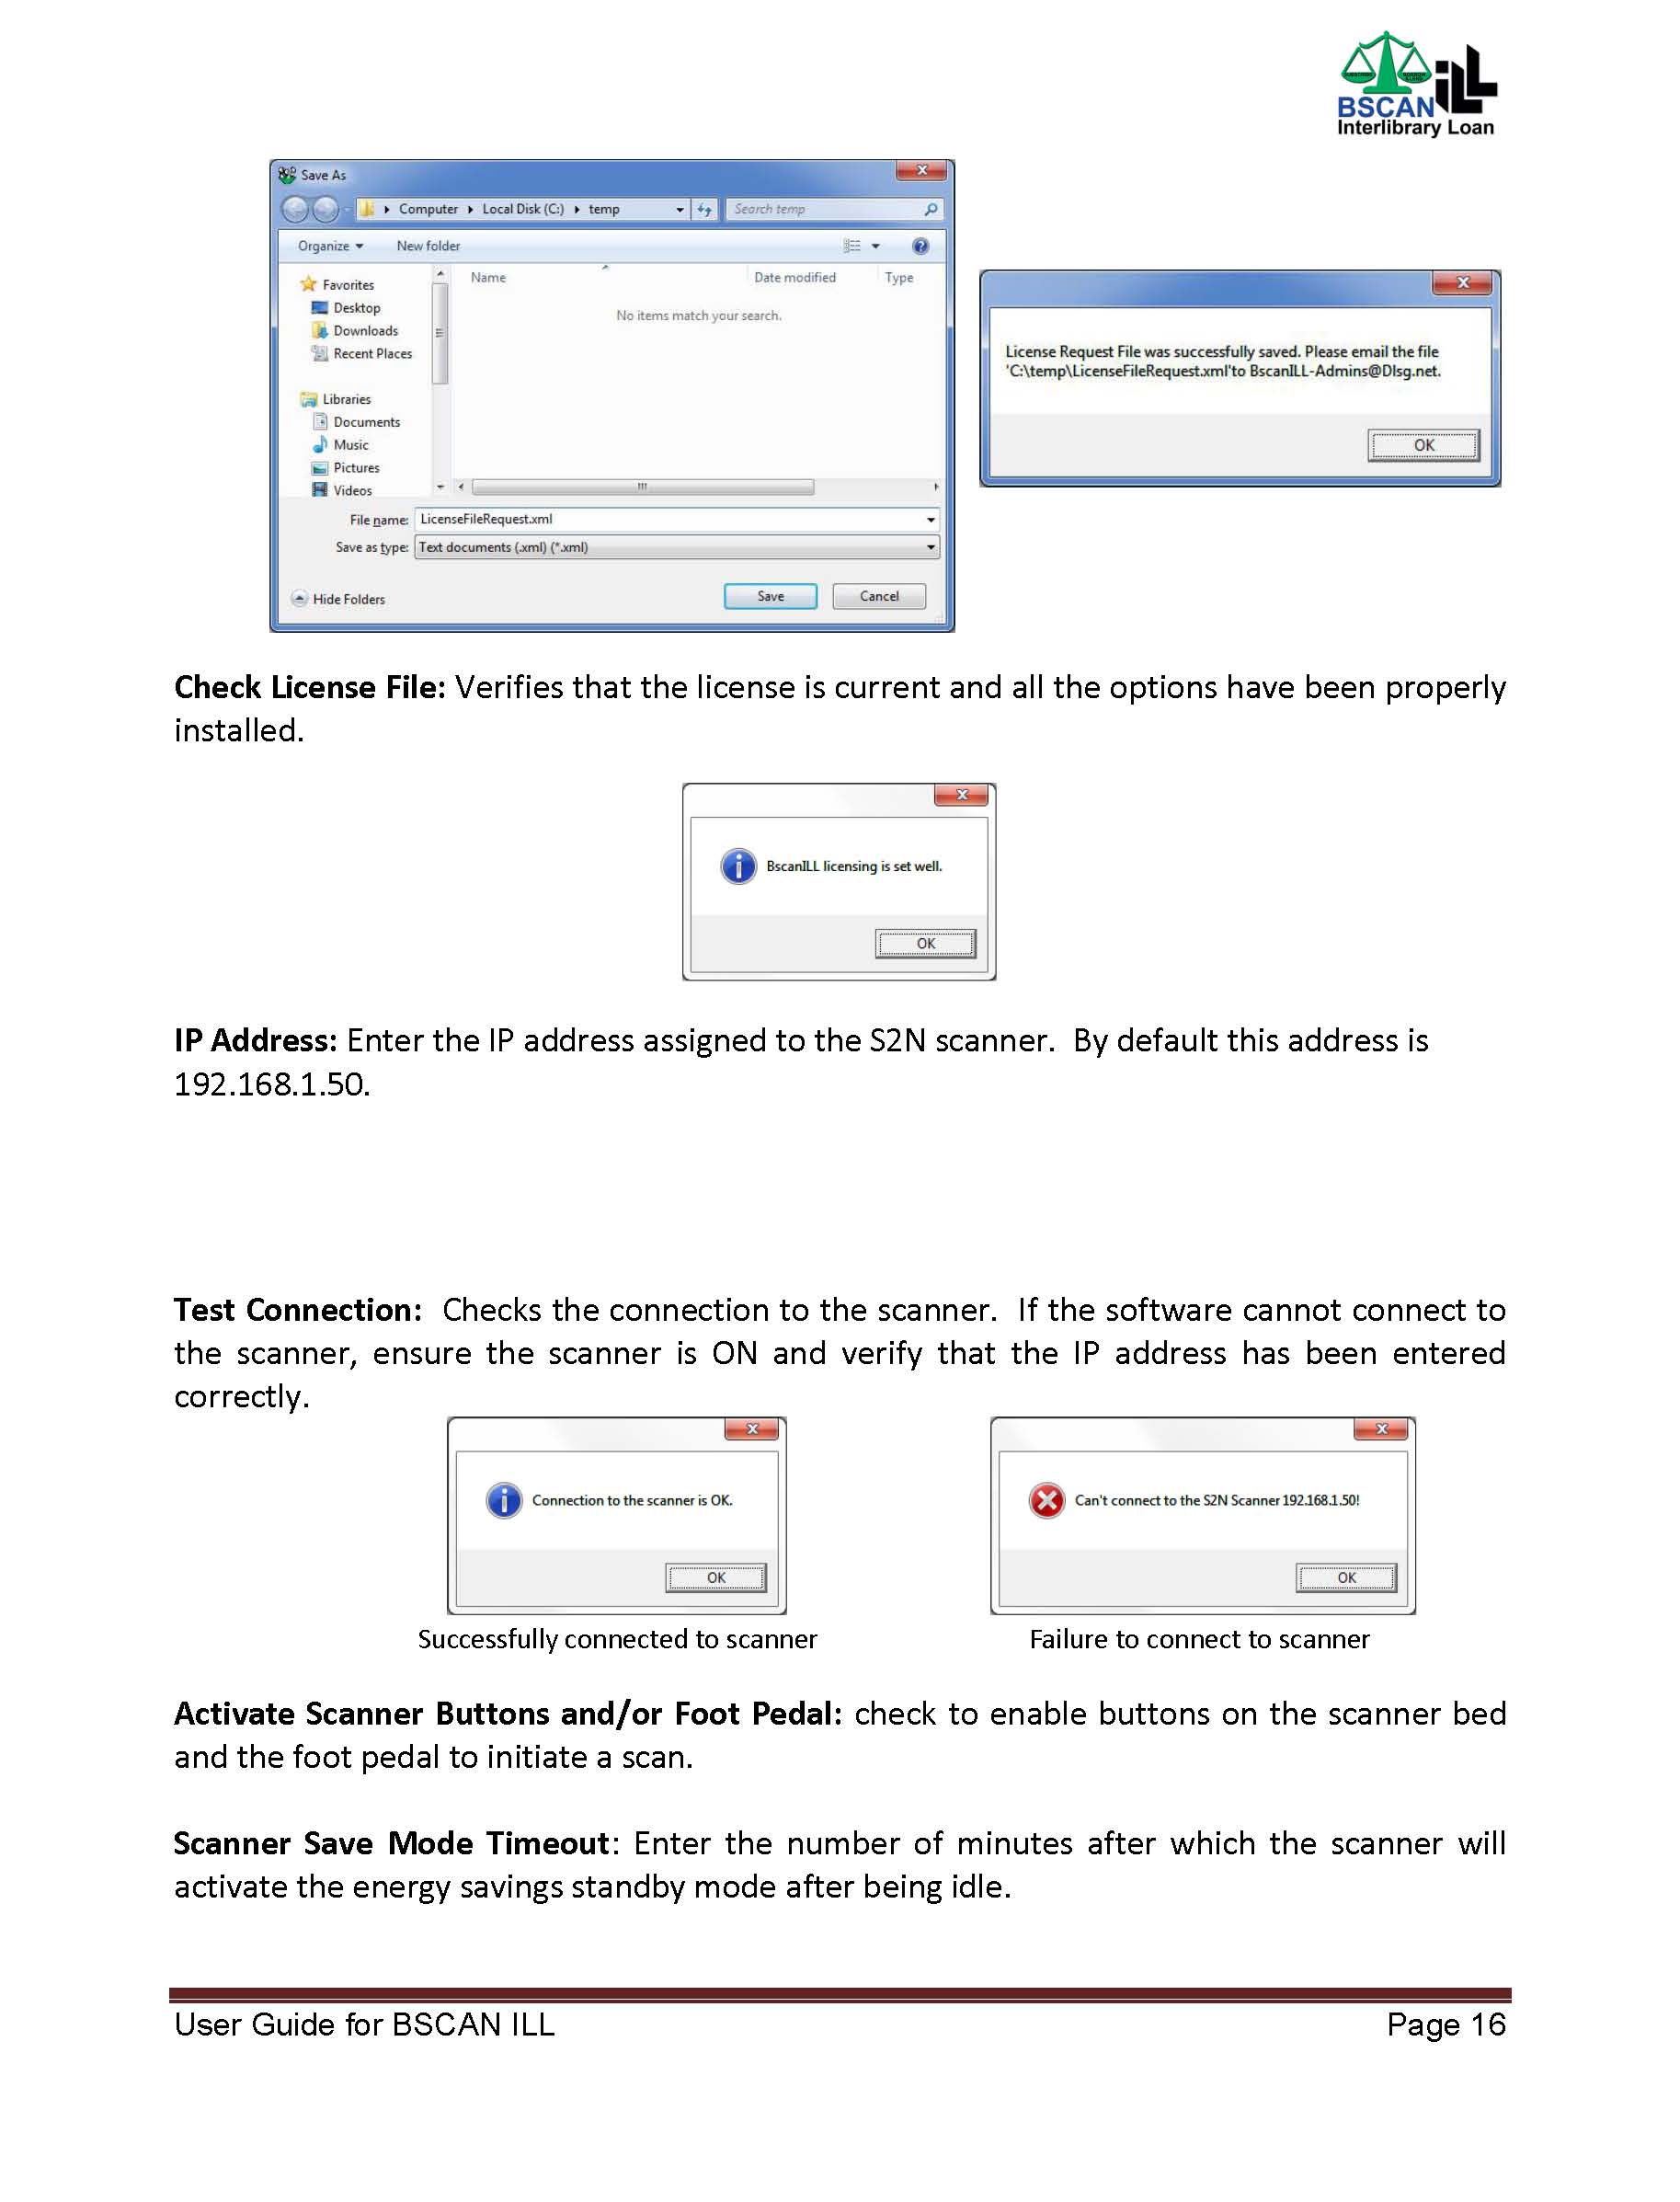 BSCAN ILL
Interlibrary Loan
Save As
Computer Local Disk (C:) temp Search temp
Organize New folder
Name Date modified Type
No items match your search.
Favorites
Desktop
Downloads
Recent Places
Libraries
Documents
Music
Pictures
Videos
File name: LicenseFileRequest.xml
Save as type: Text documents (.xml) (*.xml)
Hide Folders Save Cancel
License Request File was successfully saved. Please email the file
'C:\temp\LicenseFileRequest.xml'to BscanILL-Admins@Dlsg.net.
OK
Check License File: Verifies that the license is current and all the options have been properly
installed.
BscanILL licensing is set well.
OK
IP Address: Enter the IP address assigned to the S2N scanner. By default this address is
192.168.1.50.
Test Connection: Checks the connection to the scanner. If the software cannot connect to
the scanner, ensure the scanner is ON and verify that the IP address has been entered
correctly.
Connection to the scanner is OK.
OK
Can't connect to the S2N Scanner 192.168.1.50!
OK
Successfully connected to scanner
Failure to connect to scanner
Activate Scanner Buttons and/or Foot Pedal: check to enable buttons on the scanner bed
and the foot pedal to initiate a scan.
Scanner Save Mode Timeout: Enter the number of minutes after which the scanner will
activate the energy savings standby mode after being idle.
User Guide for BSCAN ILL Page 16